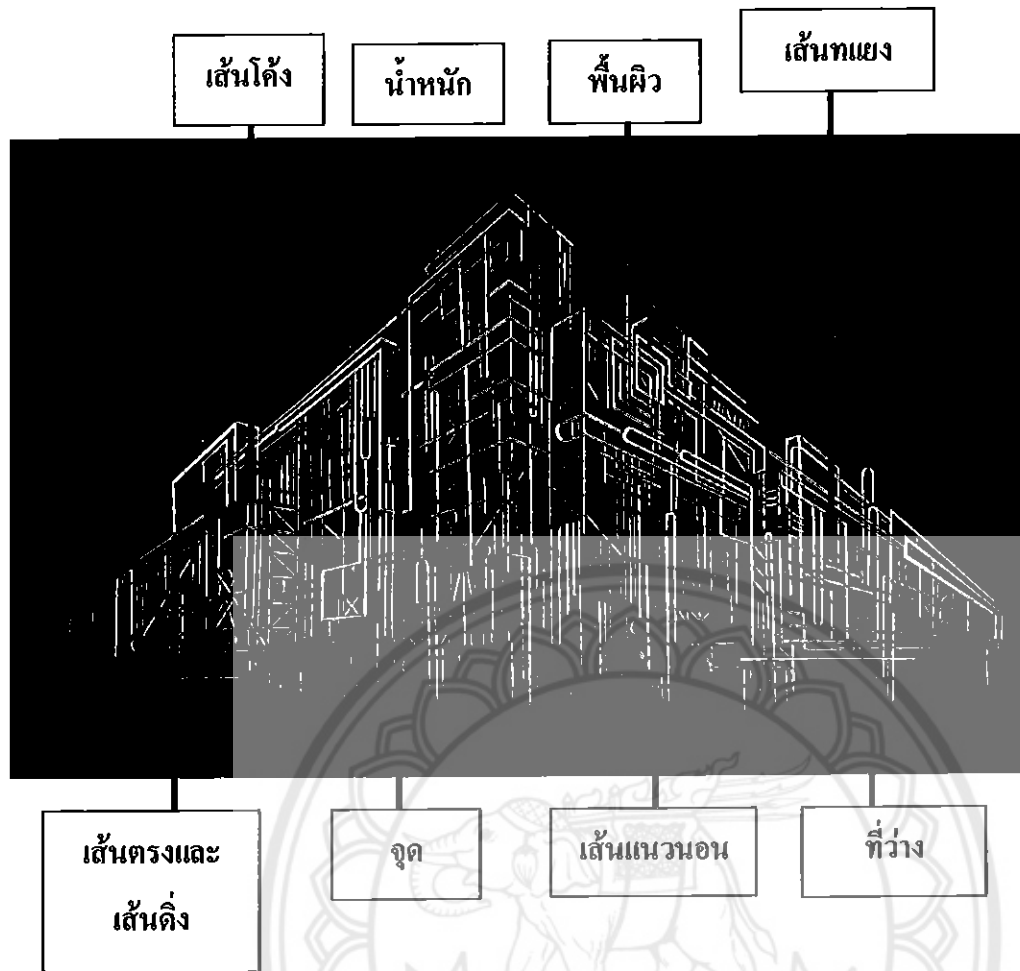 เส้นโค้ง
น้ำหนัก
พื้นผิว
เส้นทแยง
เส้นตรงและ
เส้นดิ่ง
จุด
เส้นแนวนอน
ที่ว่าง